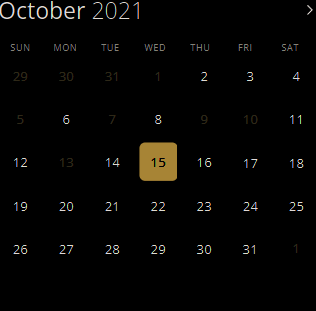 October 2021
SUN MON TUE WED THU FRI SAT
29 30 31 1 2 3 4
5 6 7 8 9 10 11
12 13 14 15 16 17 18
19 20 21 22 23 24 25
26 27 28 29 30 31 1